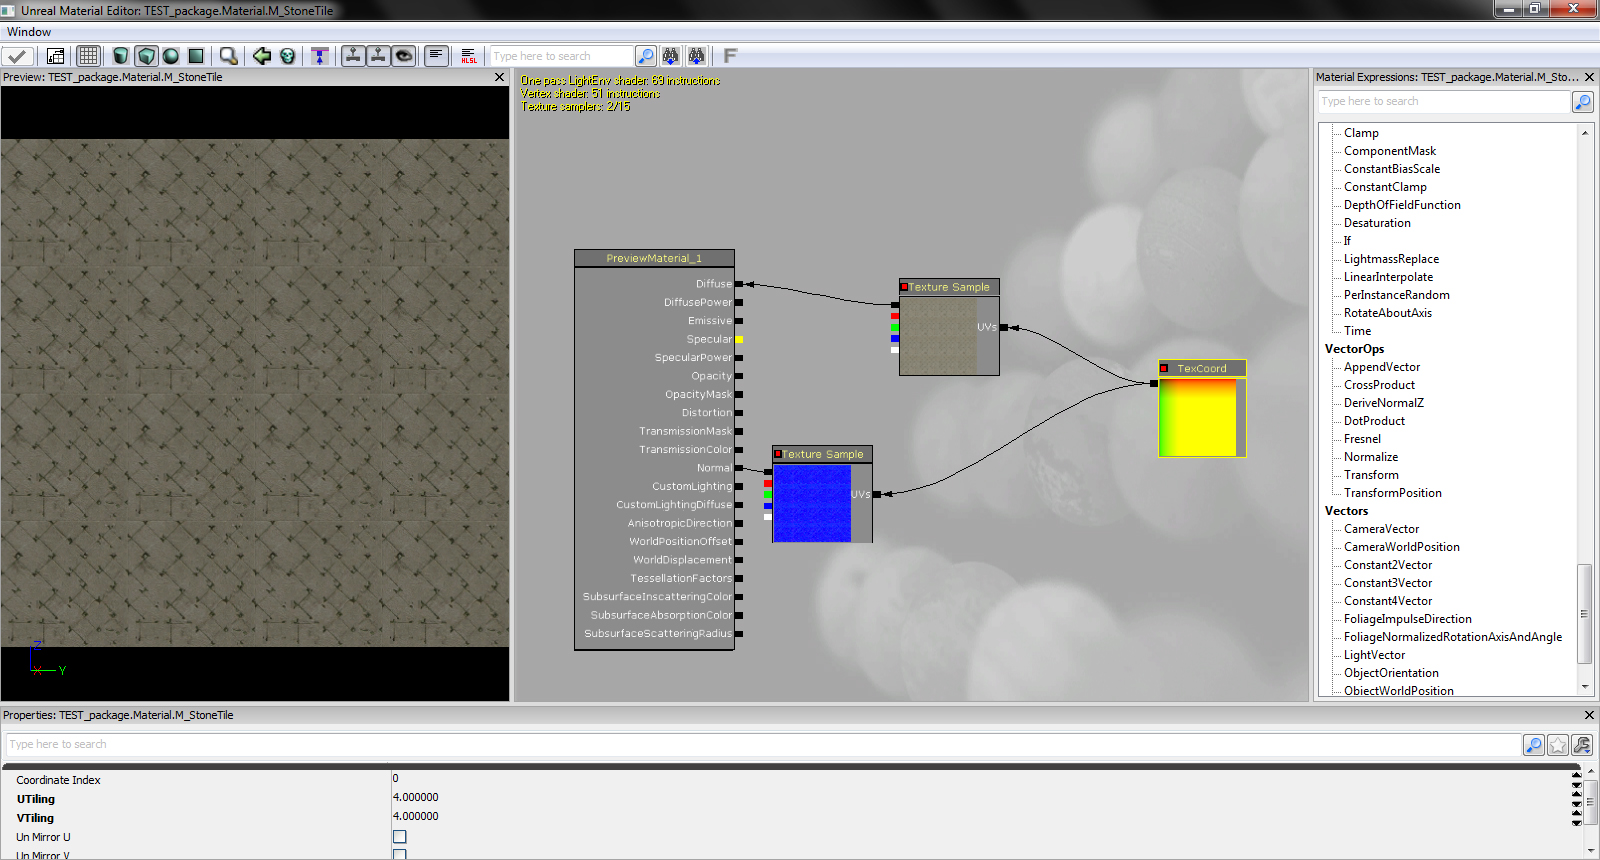 Unreal Material Editor: TEST_package.Material.M_StoneTile
Window
HLSL
Type here to search
F
Preview: TEST_package.Material.M_StoneTile
Z
X
Y
One pass LightEnv shader: 69 instructions
Vertex shader: 51 instructions
Texture samplers: 2/15
PreviewMaterial_1
Diffuse
DiffusePower
Emissive
Specular
SpecularPower
Opacity
OpacityMask
Distortion
TransmissionMask
TransmissionColor
Normal
CustomLighting
CustomLightingDiffuse
AnisotropicDirection
WorldPositionOffset
WorldDisplacement
TessellationFactors
SubsurfaceInscatteringColor
SubsurfaceAbsorptionColor
SubsurfaceScatteringRadius
Texture Sample
UVs
Texture Sample
UVs
TexCoord
Material Expressions: TEST_package.Material.M_Sto...
Type here to search
Clamp
ComponentMask
ConstantBiasScale
ConstantClamp
DepthOfFieldFunction
Desaturation
If
LightmassReplace
LinearInterpolate
PerInstanceRandom
RotateAboutAxis
Time
VectorOps
AppendVector
CrossProduct
DeriveNormalZ
DotProduct
Fresnel
Normalize
Transform
TransformPosition
Vectors
CameraVector
CameraWorldPosition
Constant2Vector
Constant3Vector
Constant4Vector
FoliageImpulseDirection
FoliageNormalizedRotationAxisAndAngle
LightVector
ObjectOrientation
ObjectWorldPosition
Properties: TEST_package.Material.M_StoneTile
Type here to search
Coordinate Index 0
UTiling 4.000000
VTiling 4.000000
Un Mirror U
Un Mirror V